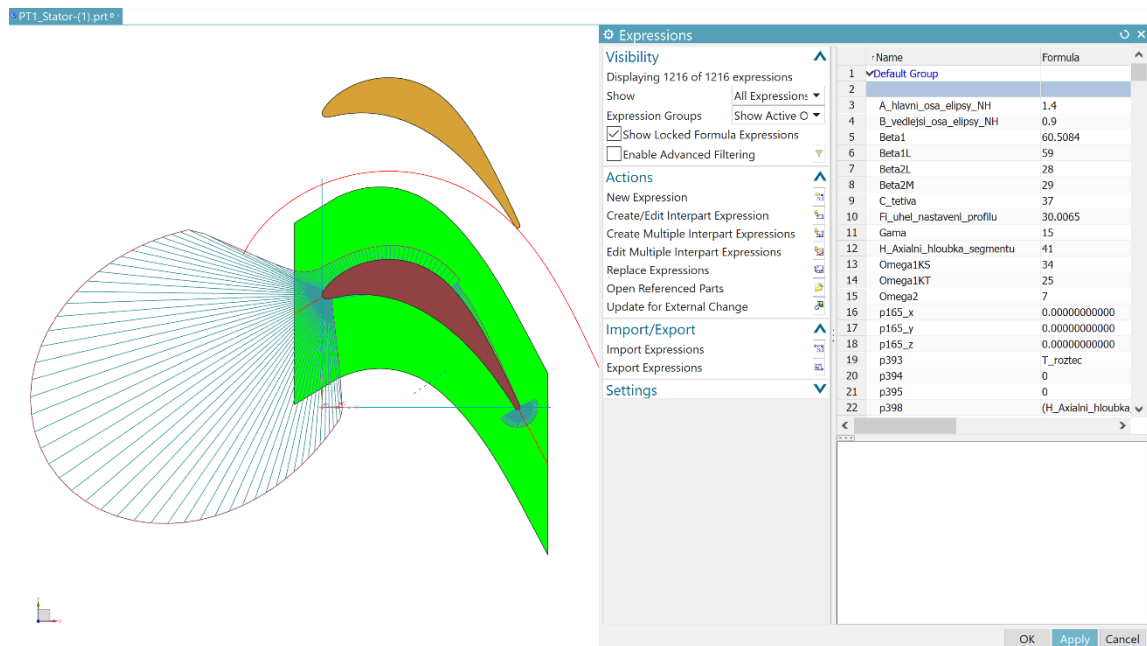 PT1_Stator-(1).prt
Expressions
Visibility
Displaying 1216 of 1216 expressions
Show All Expressions
Expression Groups Show Active O
Show Locked Formula Expressions
Enable Advanced Filtering
Actions
New Expression
Create/Edit Interpart Expression
Create Multiple Interpart Expressions
Edit Multiple Interpart Expressions
Replace Expressions
Open Referenced Parts
Update for External Change
Import/Export
Import Expressions
Export Expressions
Settings
Name Formula
1 Default Group
2
3 A_hlavni_osa_elipsy_NH 1.4
4 B_vedlejsi_osa_elipsy_NH 0.9
5 Beta1 60.5084
6 Beta1L 59
7 Beta2L 28
8 Beta2M 29
9 C_tetiva 37
10 Fi_uhel_nastaveni_profilu 30.0065
11 Gama 15
12 H_Axialni_hloubka_segmentu 41
13 Omega1KS 34
14 Omega1KT 25
15 Omega2 7
16 p165_x 0.00000000000
17 p165_y 0.00000000000
18 p165_z 0.00000000000
19 p393 T_roztec
20 p394 0
21 p395 0
22 p398 (H_Axialni_hloubka_
OK Apply Cancel